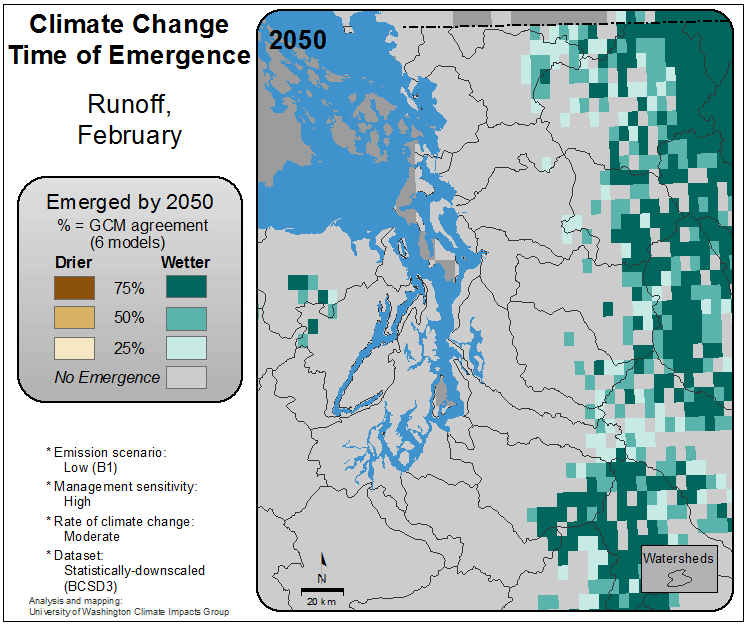 Climate Change
Time of Emergence
Runoff,
February
Emerged by 2050
% = GCM agreement
(6 models)
Drier Wetter
75%
50%
25%
No Emergence
* Emission scenario:
Low (B1)
* Management sensitivity:
High
* Rate of climate change:
Moderate
* Dataset:
Statistically-downscaled
(BCSD3)
Analysis and mapping:
University of Washington Climate Impacts Group
2050
N
20 km
Watersheds